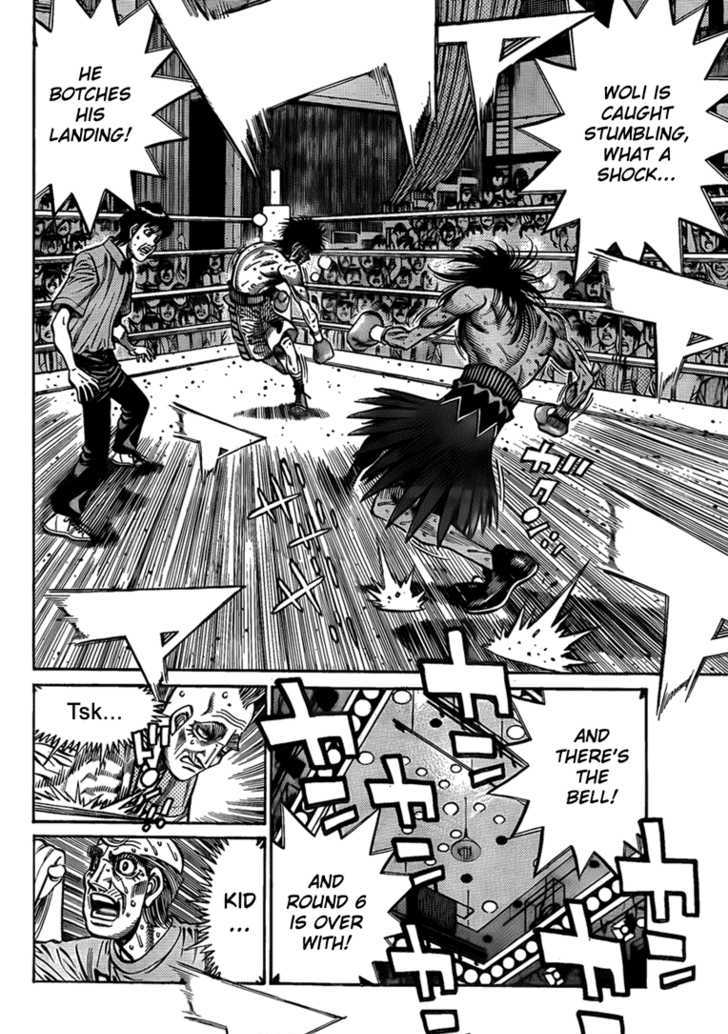 HE
BOTCHES
HIS
LANDING!
WOLI IS
CAUGHT
STUMBLING,
WHAT A
SHOCK...
Tsk...
KID
...
AND
THERE'S
THE
BELL!
AND
ROUND 6
IS OVER
WITH!